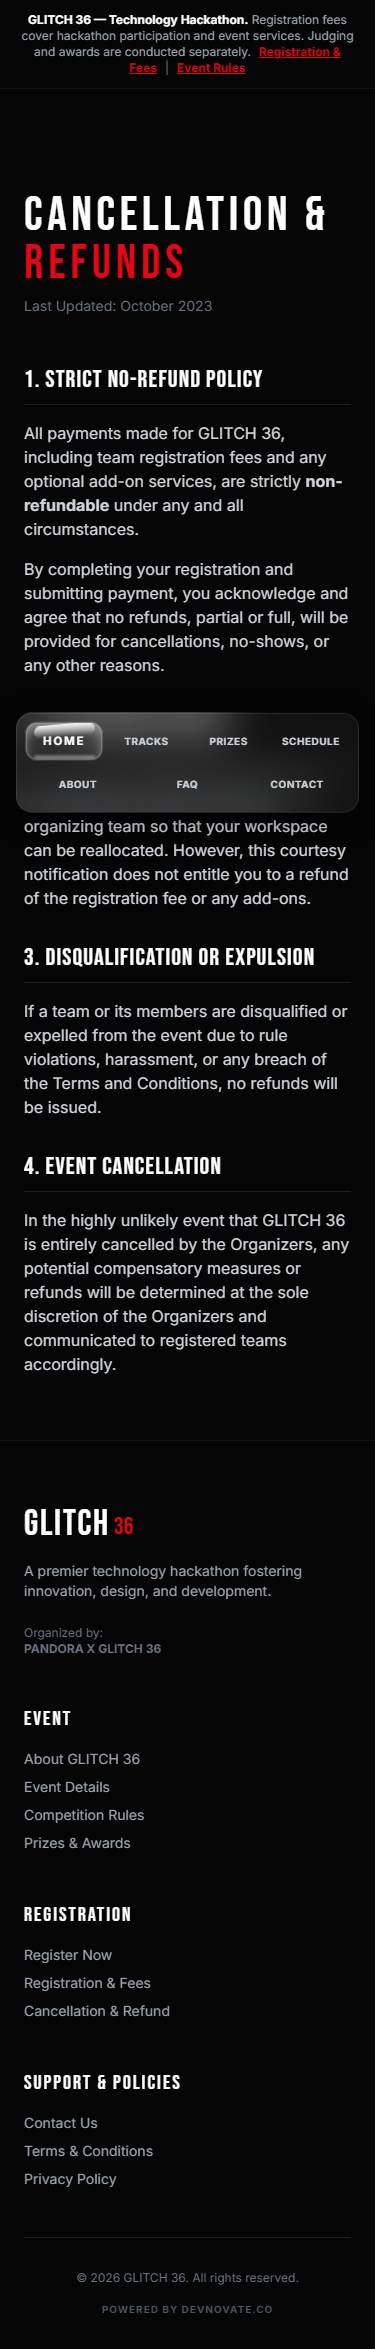 GLITCH 36 — Technology Hackathon. Registration fees
cover hackathon participation and event services. Judging
and awards are conducted separately. Registration &
Fees | Event Rules
CANCELLATION &
REFUNDS
Last Updated: October 2023
1. STRICT NO-REFUND POLICY
All payments made for GLITCH 36,
including team registration fees and any
optional add-on services, are strictly non-
refundable under any and all
circumstances.
By completing your registration and
submitting payment, you acknowledge and
agree that no refunds, partial or full, will be
provided for cancellations, no-shows, or
any other reasons.
HOME TRACKS PRIZES SCHEDULE
ABOUT FAQ CONTACT
organizing team so that your workspace
can be reallocated. However, this courtesy
notification does not entitle you to a refund
of the registration fee or any add-ons.
3. DISQUALIFICATION OR EXPULSION
If a team or its members are disqualified or
expelled from the event due to rule
violations, harassment, or any breach of
the Terms and Conditions, no refunds will
be issued.
4. EVENT CANCELLATION
In the highly unlikely event that GLITCH 36
is entirely cancelled by the Organizers, any
potential compensatory measures or
refunds will be determined at the sole
discretion of the Organizers and
communicated to registered teams
accordingly.
GLITCH 36
A premier technology hackathon fostering
innovation, design, and development.
Organized by:
PANDORA X GLITCH 36
EVENT
About GLITCH 36
Event Details
Competition Rules
Prizes & Awards
REGISTRATION
Register Now
Registration & Fees
Cancellation & Refund
SUPPORT & POLICIES
Contact Us
Terms & Conditions
Privacy Policy
© 2026 GLITCH 36. All rights reserved.
POWERED BY DEVNOVATE.CO